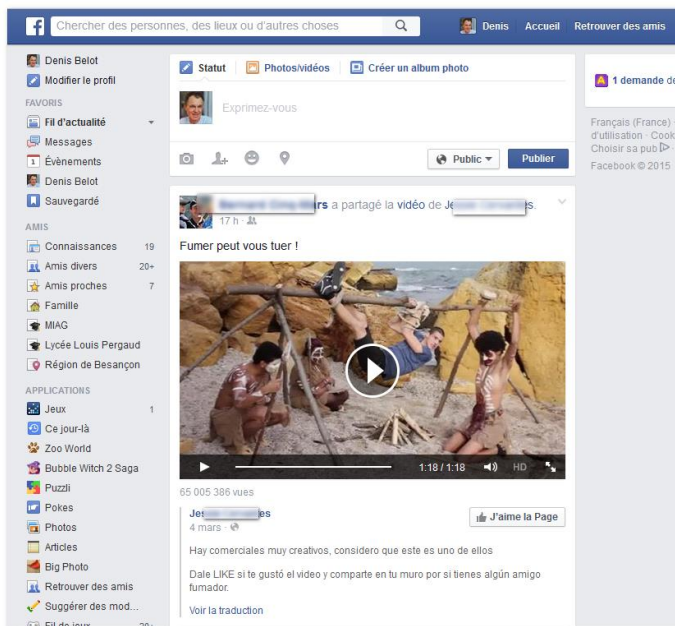 Chercher des personnes, des lieux ou d'autres choses
Denis Accueil Retrouver des amis
Denis Belot
Modifier le profil
FAVORIS
Fil d'actualité
Messages
1 Évènements
Denis Belot
Sauvegardé
AMIS
Connaissances 19
Amis divers 20+
Amis proches 7
Famille
MIAG
Lycée Louis Pergaud
Région de Besançon
APPLICATIONS
Jeux 1
Ce jour-là
Zoo World
Bubble Witch 2 Saga
Puzzli
Pokes
Photos
Articles
Big Photo
Retrouver des amis
Suggérer des mod...
Fil de jeux 20+
Statut Photos/vidéos Créer un album photo
Exprimez-vous
Public Publier
a partagé la vidéo de
17 h ·
Fumer peut vous tuer !
1:18 / 1:18 HD
65 005 386 vues
4 mars ·
J'aime la Page
Hay comerciales muy creativos, considero que este es uno de ellos
Dale LIKE si te gustó el video y comparte en tu muro por si tienes algún amigo
fumador.
Voir la traduction
1 demande
Français (France) ·
d'utilisation · Cook
Choisir sa pub
Facebook © 2015